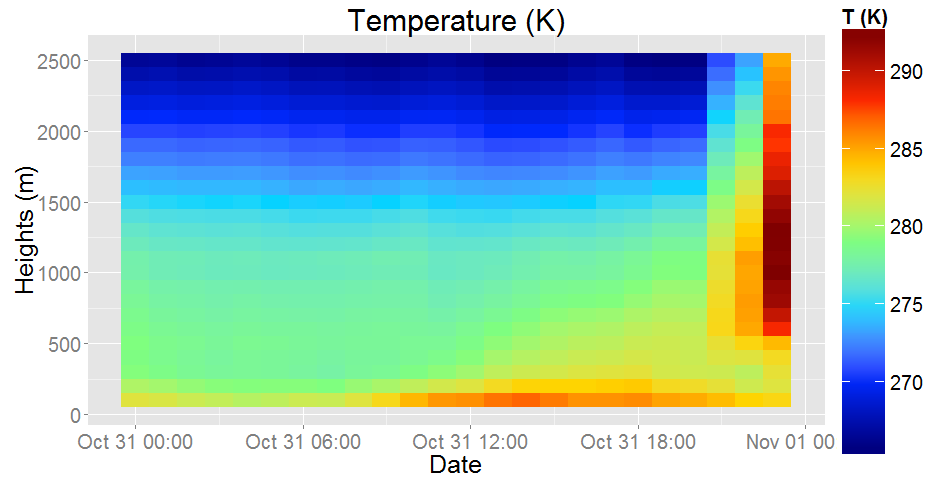 Temperature (K)
T (K)
290
285
280
275
270
Heights (m)
2500
2000
1500
1000
500
0
Oct 31 00:00
Oct 31 06:00
Oct 31 12:00
Oct 31 18:00
Nov 01 00
Date